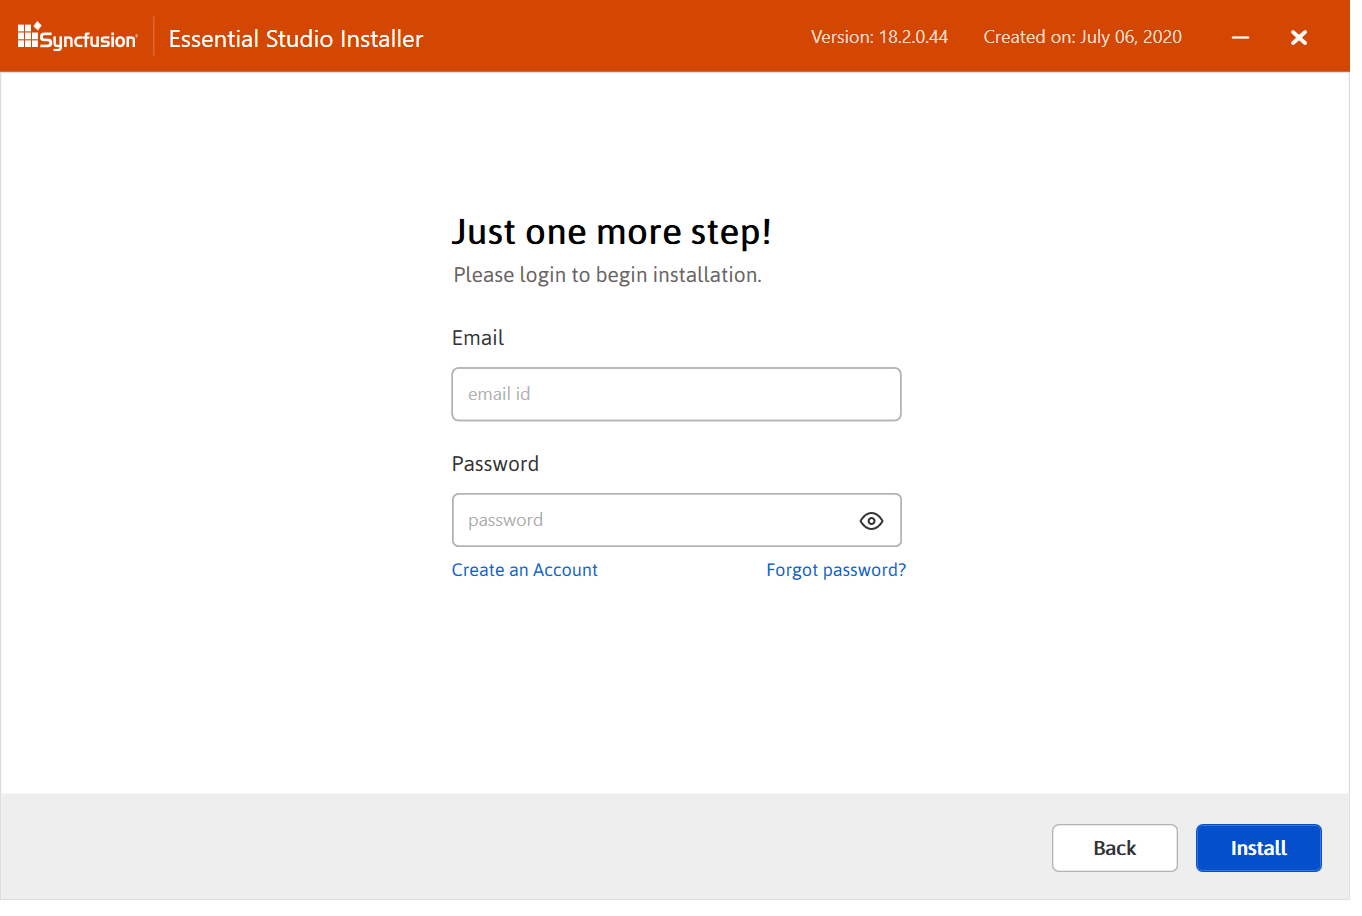 Syncfusion
Essential Studio Installer
Version: 18.2.0.44
Created on: July 06, 2020
Just one more step!
Please login to begin installation.
Email
email id
Password
password
Create an Account
Forgot password?
Back
Install